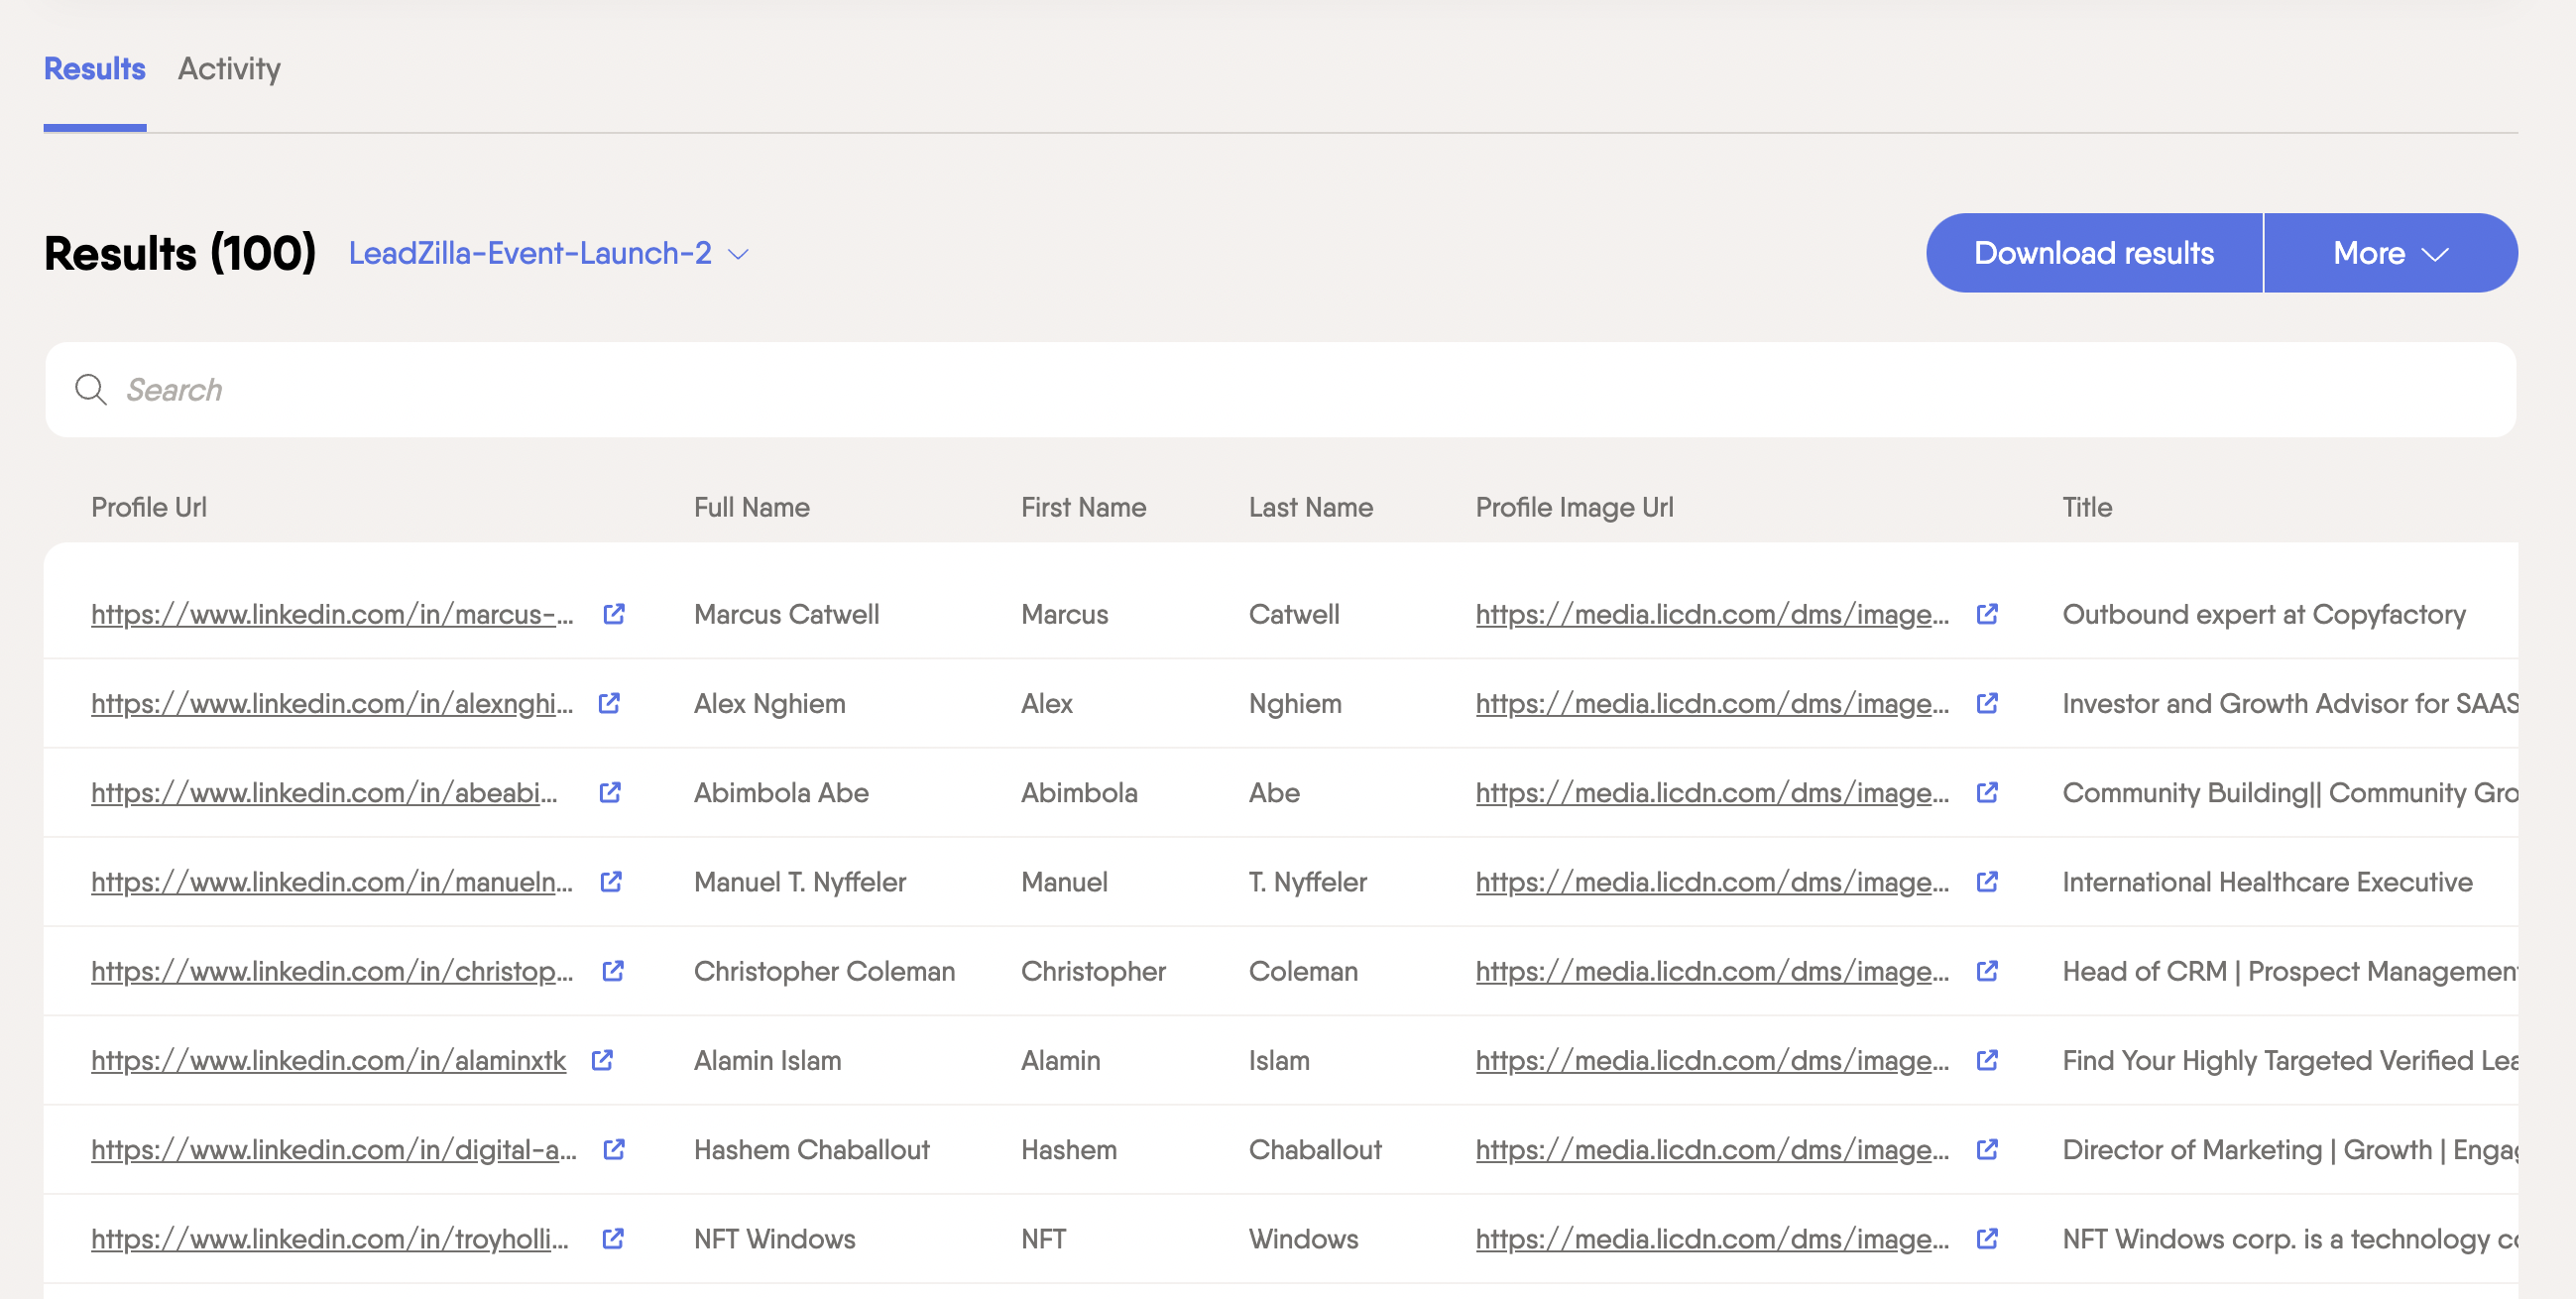 Results Activity
Results (100) LeadZilla-Event-Launch-2
Download results More
Search
Profile Url Full Name First Name Last Name Profile Image Url Title
https://www.linkedin.com/in/marcus-... Marcus Catwell Marcus Catwell https://media.licdn.com/dms/image... Outbound expert at Copyfactory
https://www.linkedin.com/in/alexnghi... Alex Nghiem Alex Nghiem https://media.licdn.com/dms/image... Investor and Growth Advisor for SAAS
https://www.linkedin.com/in/abeabi... Abimbola Abe Abimbola Abe https://media.licdn.com/dms/image... Community Building|| Community Gro
https://www.linkedin.com/in/manueln... Manuel T. Nyffeler Manuel T. Nyffeler https://media.licdn.com/dms/image... International Healthcare Executive
https://www.linkedin.com/in/christop... Christopher Coleman Christopher Coleman https://media.licdn.com/dms/image... Head of CRM | Prospect Management
https://www.linkedin.com/in/alaminxtk Alamin Islam Alamin Islam https://media.licdn.com/dms/image... Find Your Highly Targeted Verified Lea
https://www.linkedin.com/in/digital-a... Hashem Chaballout Hashem Chaballout https://media.licdn.com/dms/image... Director of Marketing | Growth | Engag
https://www.linkedin.com/in/troyholli... NFT Windows NFT Windows https://media.licdn.com/dms/image... NFT Windows corp. is a technology co